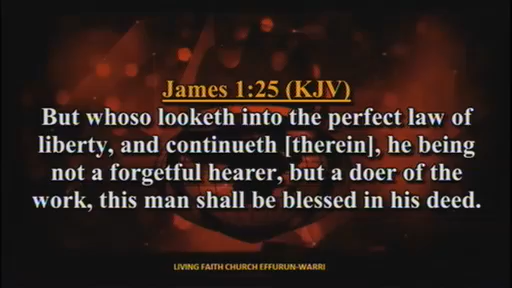 James 1:25 (KJV)
But whoso looketh into the perfect law of
liberty, and continueth [therein], he being
not a forgetful hearer, but a doer of the
work, this man shall be blessed in his deed.
LIVING FAITH CHURCH EFFURUN-WARRI